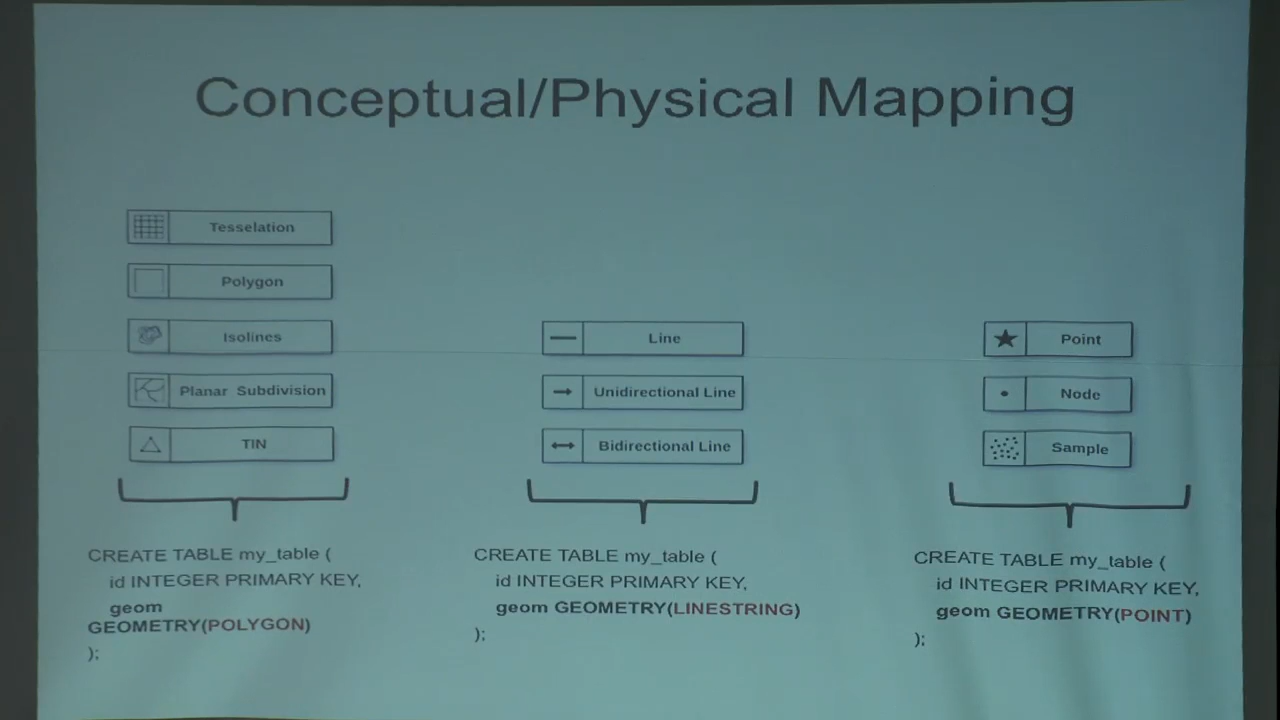 Conceptual/Physical Mapping
Tesselation
Polygon
Isolines
Planar Subdivision
TIN
CREATE TABLE my_table (
id INTEGER PRIMARY KEY,
geom
GEOMETRY(POLYGON)
);
Line
Unidirectional Line
Bidirectional Line
CREATE TABLE my_table (
id INTEGER PRIMARY KEY,
geom GEOMETRY(LINESTRING)
);
Point
Node
Sample
CREATE TABLE my_table (
id INTEGER PRIMARY KEY,
geom GEOMETRY(POINT)
);